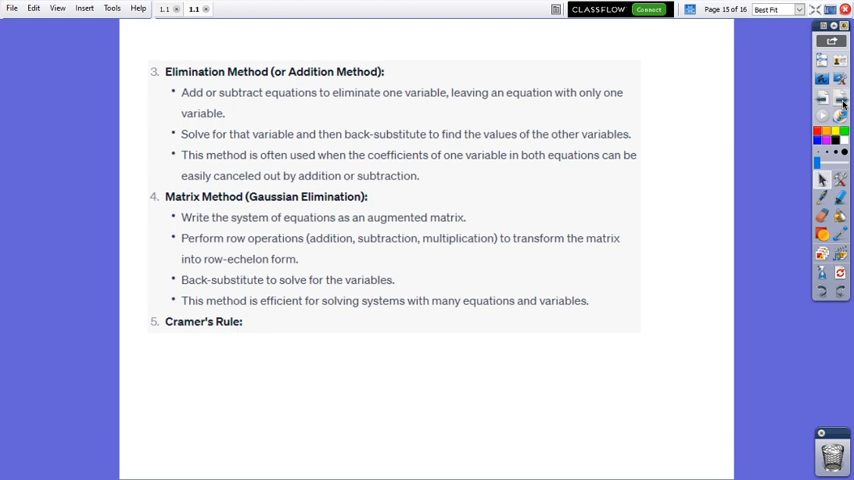 File Edit View Insert Tools Help 1.1 1.1 CLASSFLOW Connect Page 15 of 16 Best Fit
3. Elimination Method (or Addition Method):
• Add or subtract equations to eliminate one variable, leaving an equation with only one
variable.
• Solve for that variable and then back-substitute to find the values of the other variables.
• This method is often used when the coefficients of one variable in both equations can be
easily canceled out by addition or subtraction.
4. Matrix Method (Gaussian Elimination):
• Write the system of equations as an augmented matrix.
• Perform row operations (addition, subtraction, multiplication) to transform the matrix
into row-echelon form.
• Back-substitute to solve for the variables.
• This method is efficient for solving systems with many equations and variables.
5. Cramer's Rule: